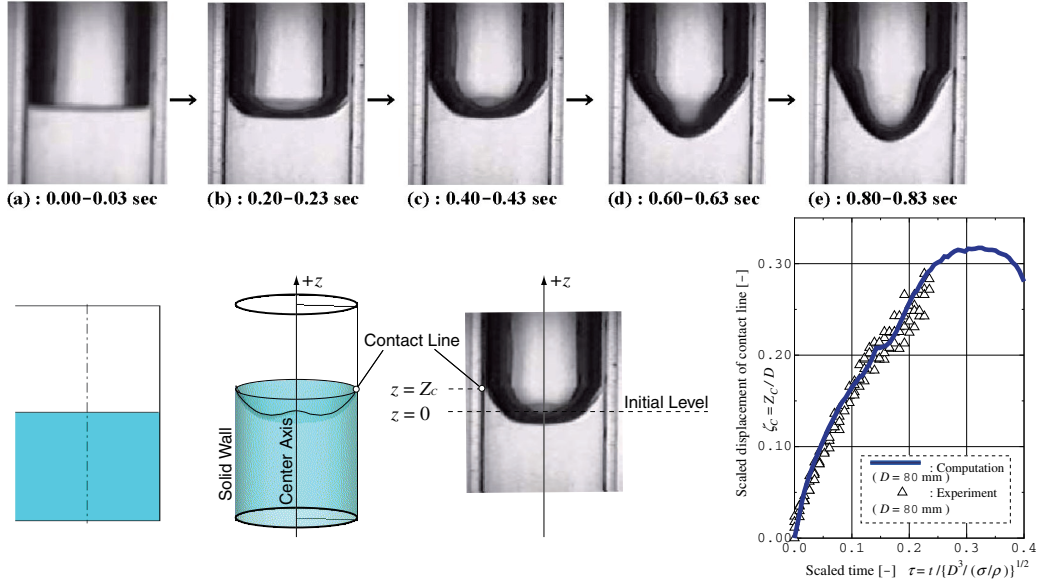 (a) : 0.00-0.03 sec
(b) : 0.20-0.23 sec
(c) : 0.40-0.43 sec
(d) : 0.60-0.63 sec
(e) : 0.80-0.83 sec
+z
Contact Line
Solid Wall
Center Axis
+z
z = Zc
z = 0
Initial Level
Scaled displacement of contact line [-]
ζC = ZC / D
0.30
0.20
0.10
0.00
: Computation
( D = 80 mm )
: Experiment
( D = 80 mm )
0.0 0.1 0.2 0.3 0.4
Scaled time [-] τ = t /{D³/(σ/ρ)}^1/2